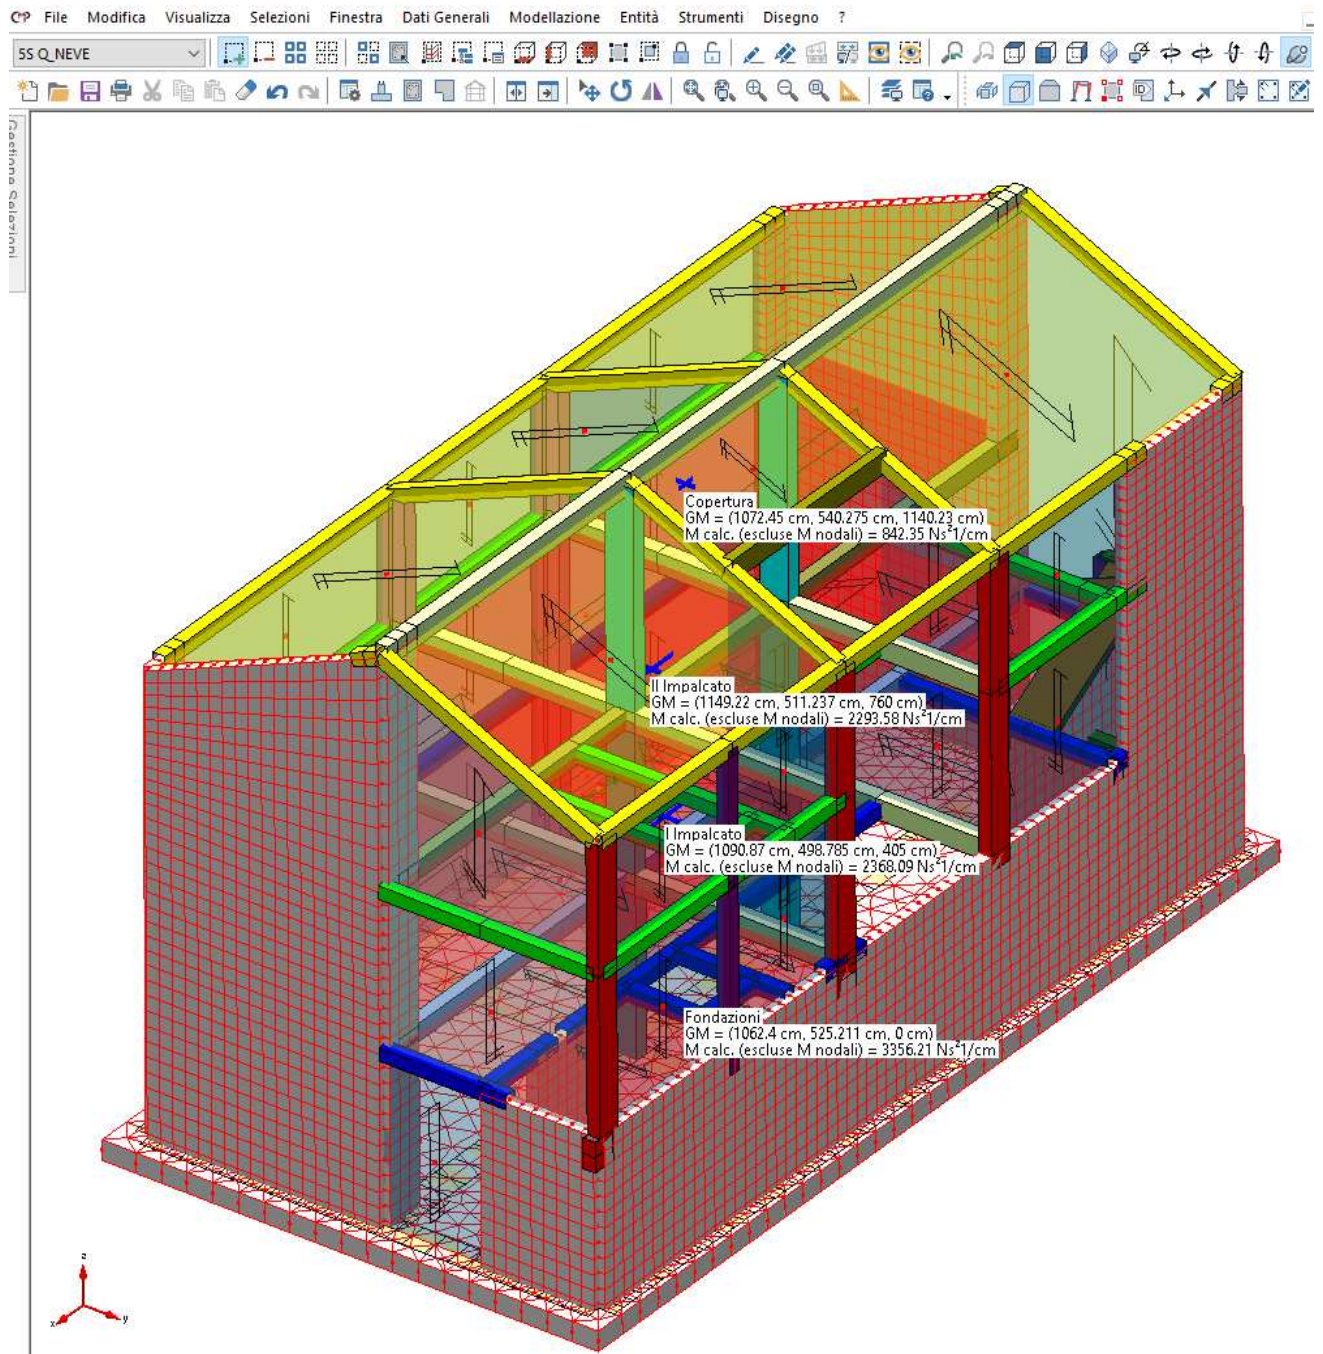 File Modifica Visualizza Selezioni Finestra Dati Generali Modellazione Entità Strumenti Disegno ?
5S Q_NEVE
Gestione Selezioni
Copertura
GM = (1072.45 cm, 540.275 cm, 1140.23 cm)
M calc. (escluse M nodali) = 842.35 Ns²1/cm
II Impalcato
GM = (1149.22 cm, 511.237 cm, 760 cm)
M calc. (escluse M nodali) = 2293.58 Ns²1/cm
I Impalcato
GM = (1090.87 cm, 498.785 cm, 405 cm)
M calc. (escluse M nodali) = 2368.09 Ns²1/cm
Fondazioni
GM = (1062.4 cm, 525.211 cm, 0 cm)
M calc. (escluse M nodali) = 3356.21 Ns²1/cm
z
x
y